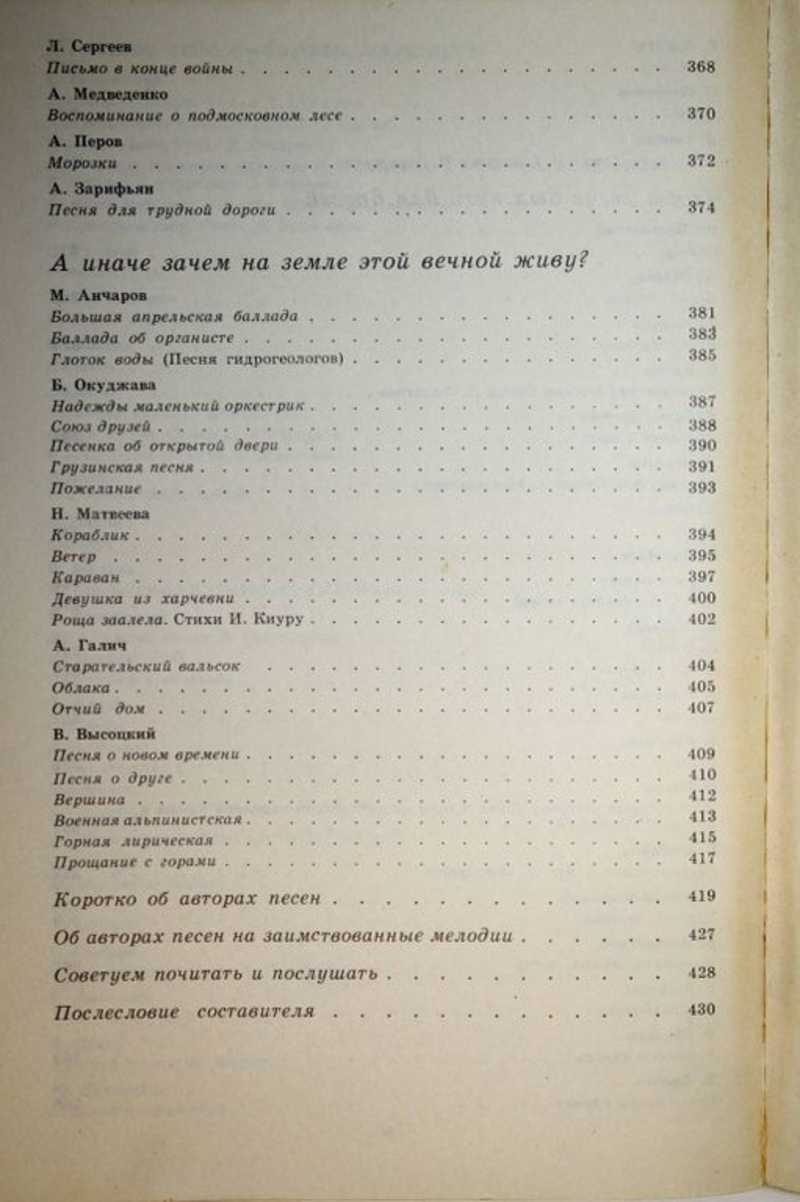 Л. Сергеев
Письмо в конце войны . . . . . . . . . . . . . . . . . 368
А. Медведенко
Воспоминание о подмосковном лесе . . . . . . . . . . . . 370
А. Перов
Морозки . . . . . . . . . . . . . . . . . . . . 372
А. Зарифьян
Песня для трудной дороги . . . . . . . . . . . . . . 374
А иначе зачем на земле этой вечной живу?
М. Анчаров
Большая апрельская баллада . . . . . . . . . . . . . . 381
Баллада об органисте . . . . . . . . . . . . . . . . 383
Глоток воды (Песня гидрогеологов) . . . . . . . . . . . . 385
Б. Окуджава
Надежды маленький оркестрик . . . . . . . . . . . . . . 387
Союз друзей . . . . . . . . . . . . . . . . . . . 388
Песенка об открытой двери . . . . . . . . . . . . . . 390
Грузинская песня . . . . . . . . . . . . . . . . . . 391
Пожелание . . . . . . . . . . . . . . . . . . . 393
Н. Матвеева
Кораблик . . . . . . . . . . . . . . . . . . . . 394
Ветер . . . . . . . . . . . . . . . . . . . . . 395
Караван . . . . . . . . . . . . . . . . . . . . 397
Девушка из харчевни . . . . . . . . . . . . . . . . 400
Роща заалела. Стихи И. Киуру . . . . . . . . . . . . . . 402
А. Галич
Старательский вальсок . . . . . . . . . . . . . . . 404
Облака . . . . . . . . . . . . . . . . . . . . . 405
Отчий дом . . . . . . . . . . . . . . . . . . . 407
В. Высоцкий
Песня о новом времени . . . . . . . . . . . . . . . . 409
Песня о друге . . . . . . . . . . . . . . . . . . 410
Вершина . . . . . . . . . . . . . . . . . . . . 412
Военная альпинистская . . . . . . . . . . . . . . . . 413
Горная лирическая . . . . . . . . . . . . . . . . . 415
Прощание с горами . . . . . . . . . . . . . . . . . 417
Коротко об авторах песен . . . . . . . . . . . . . 419
Об авторах песен на заимствованные мелодии . . . . . . 427
Советуем почитать и послушать . . . . . . . . . . . 428
Послесловие составителя . . . . . . . . . . . . . 430